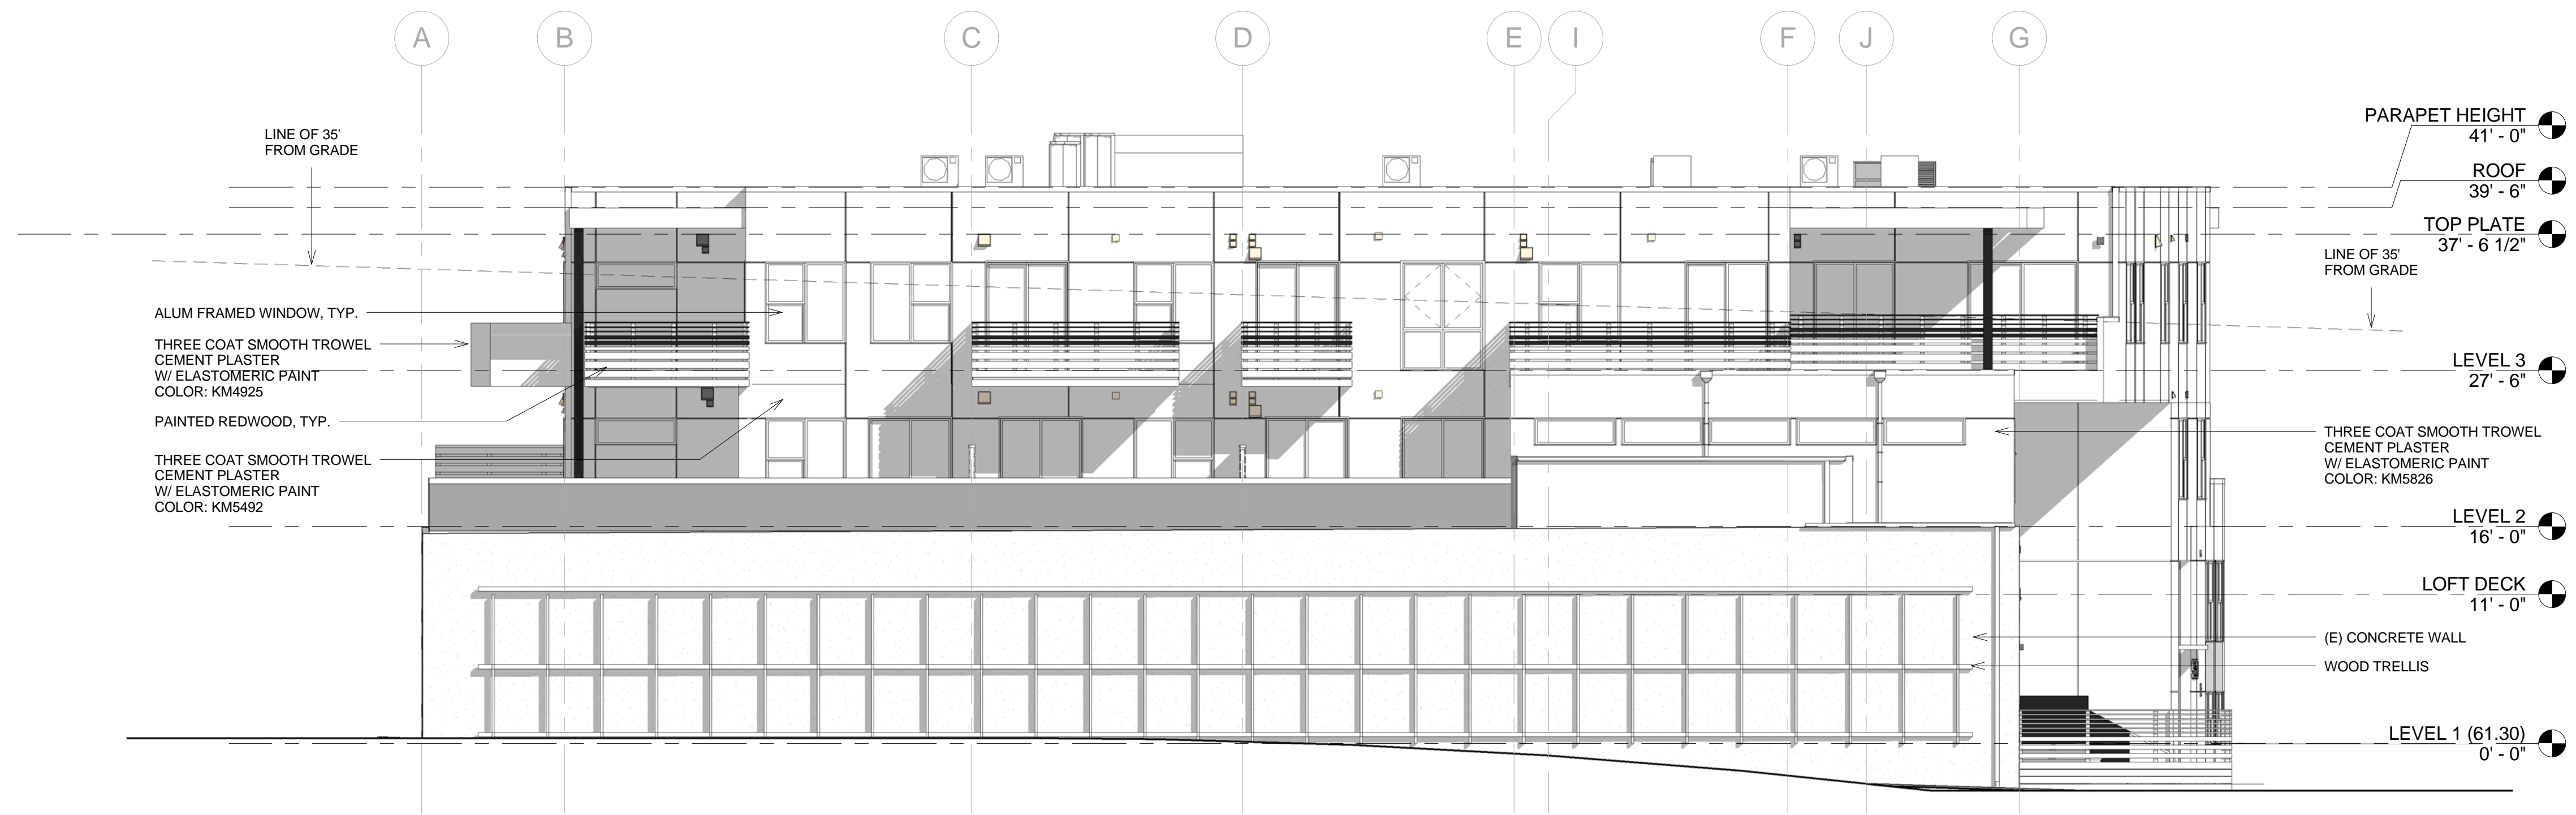 A
B
C
D
E
I
F
J
G
LINE OF 35'
FROM GRADE
PARAPET HEIGHT
41' - 0"
ROOF
39' - 6"
TOP PLATE
37' - 6 1/2"
LINE OF 35'
FROM GRADE
ALUM FRAMED WINDOW, TYP.
THREE COAT SMOOTH TROWEL
CEMENT PLASTER
W/ ELASTOMERIC PAINT
COLOR: KM4925
PAINTED REDWOOD, TYP.
THREE COAT SMOOTH TROWEL
CEMENT PLASTER
W/ ELASTOMERIC PAINT
COLOR: KM5492
LEVEL 3
27' - 6"
THREE COAT SMOOTH TROWEL
CEMENT PLASTER
W/ ELASTOMERIC PAINT
COLOR: KM5826
LEVEL 2
16' - 0"
LOFT DECK
11' - 0"
(E) CONCRETE WALL
WOOD TRELLIS
LEVEL 1 (61.30)
0' - 0"